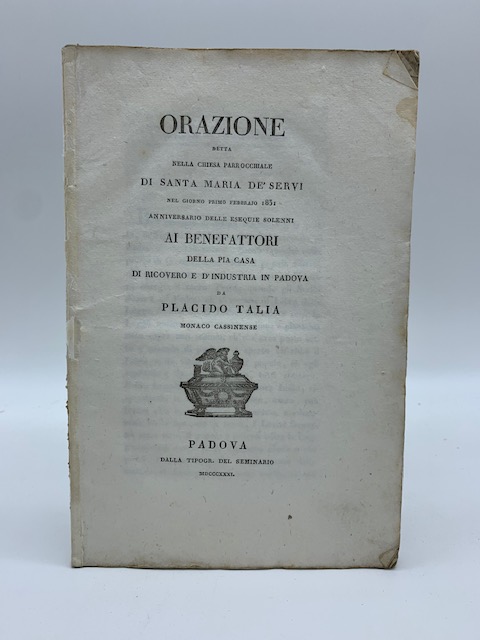 ORAZIONE
DETTA
NELLA CHIESA PARROCCHIALE
DI SANTA MARIA DE' SERVI
NEL GIORNO PRIMO FEBBRAIO 1831
ANNIVERSARIO DELLE ESEQUIE SOLENNI
AI BENEFATTORI
DELLA PIA CASA
DI RICOVERO E D'INDUSTRIA IN PADOVA
DA
PLACIDO TALIA
MONACO CASSINENSE
PADOVA
DALLA TIPOGR. DEL SEMINARIO
MDCCCXXXI.